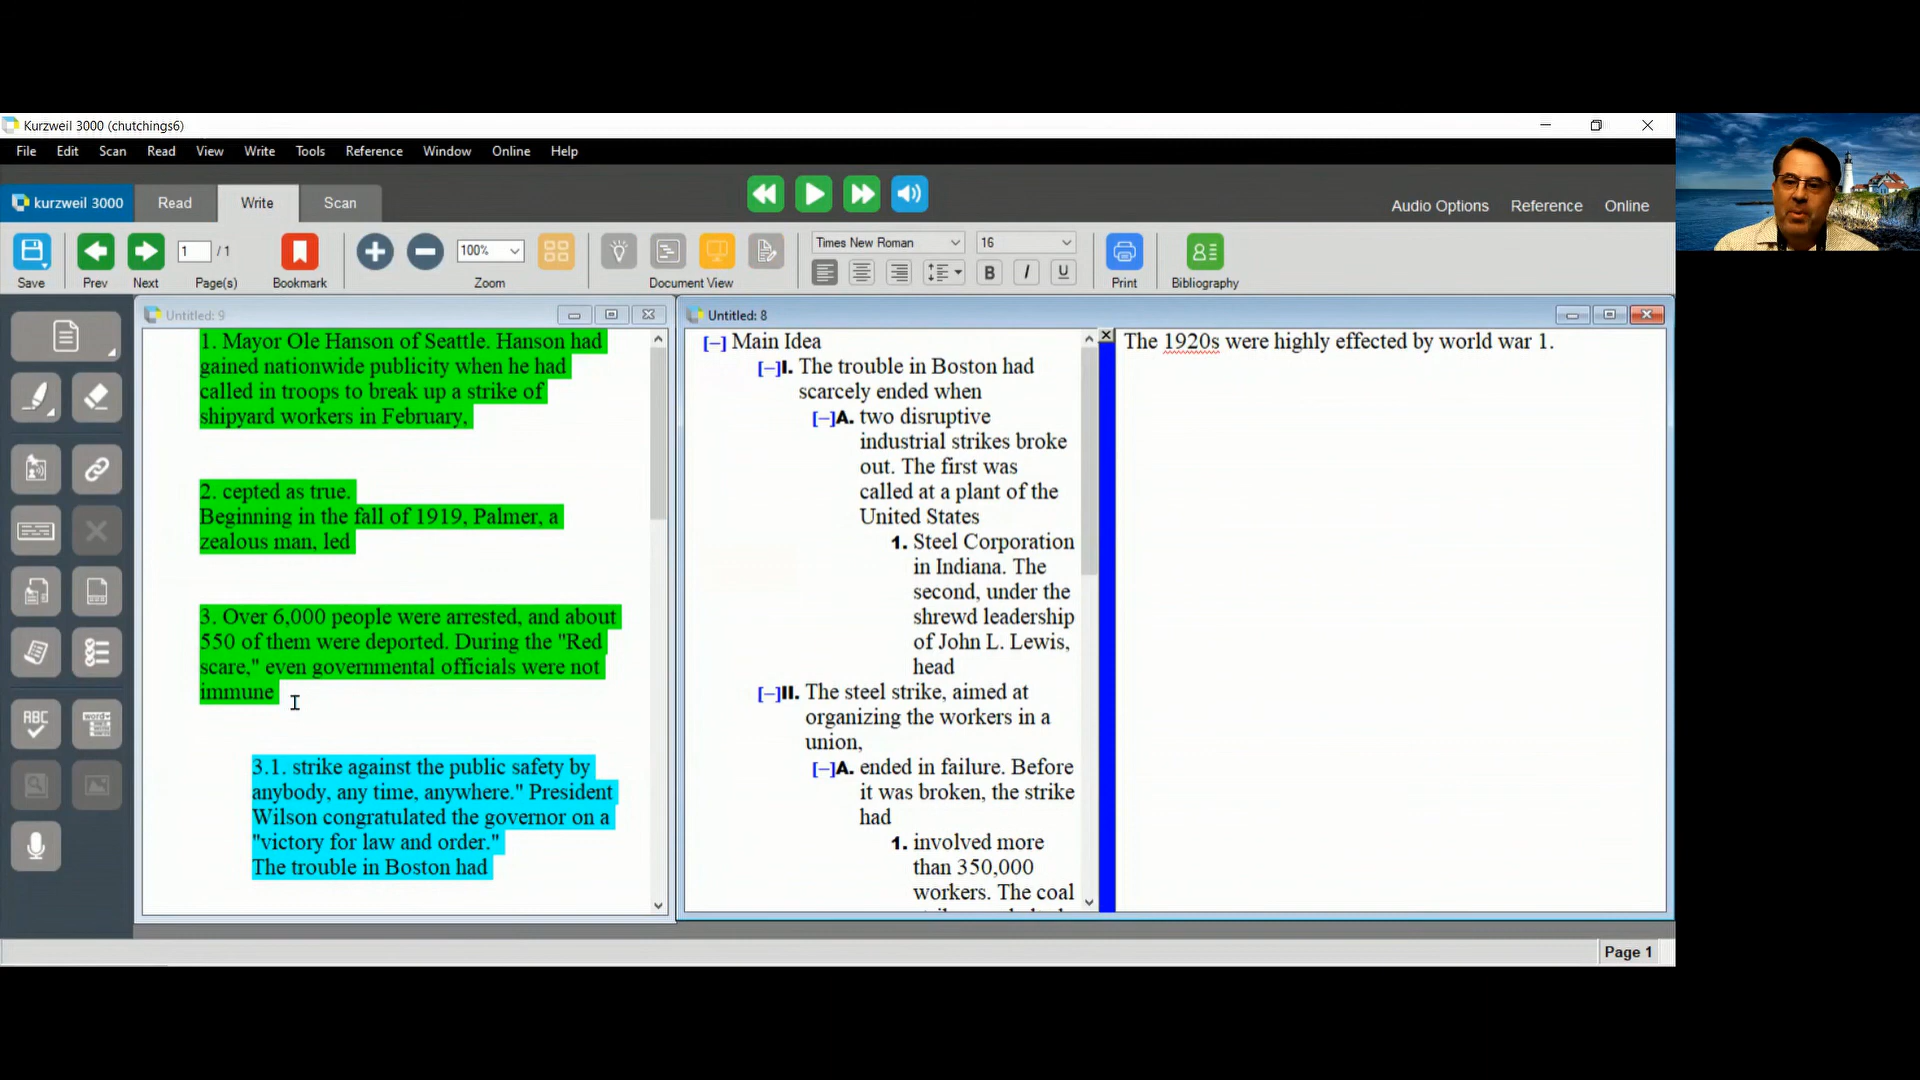 Kurzweil 3000 (chutchings6)
File Edit Scan Read View Write Tools Reference Window Online Help
kurzweil 3000 Read Write Scan
Audio Options Reference Online
1 / 1
100%
Times New Roman
16
B I U
Save Prev Next Page(s) Bookmark Zoom Document View Print Bibliography
Untitled: 9
1. Mayor Ole Hanson of Seattle. Hanson had
gained nationwide publicity when he had
called in troops to break up a strike of
shipyard workers in February,
2. cepted as true.
Beginning in the fall of 1919, Palmer, a
zealous man, led
3. Over 6,000 people were arrested, and about
550 of them were deported. During the "Red
scare," even governmental officials were not
immune
3.1. strike against the public safety by
anybody, any time, anywhere." President
Wilson congratulated the governor on a
"victory for law and order."
The trouble in Boston had
Untitled: 8
[–] Main Idea
[–]I. The trouble in Boston had
scarcely ended when
[–]A. two disruptive
industrial strikes broke
out. The first was
called at a plant of the
United States
1. Steel Corporation
in Indiana. The
second, under the
shrewd leadership
of John L. Lewis,
head
[–]II. The steel strike, aimed at
organizing the workers in a
union,
[–]A. ended in failure. Before
it was broken, the strike
had
1. involved more
than 350,000
workers. The coal
The 1920s were highly effected by world war 1.
ABC
Page 1